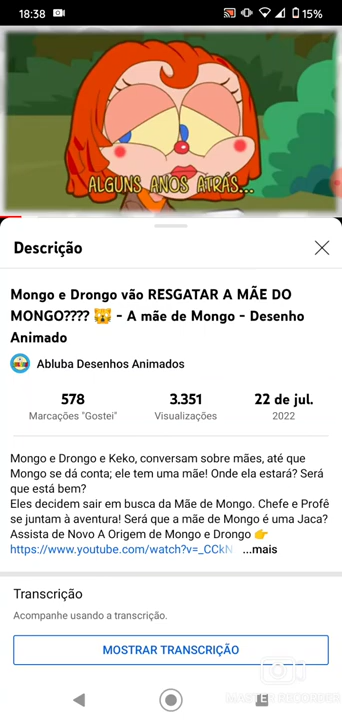 18:38
15%
ALGUNS ANOS ATRÁS...
Descrição
Mongo e Drongo vão RESGATAR A MÃE DO
MONGO???? 🙀 - A mãe de Mongo - Desenho
Animado
Abluba Desenhos Animados
578
3.351
22 de jul.
Marcações "Gostei"
Visualizações
2022
Mongo e Drongo e Keko, conversam sobre mães, até que
Mongo se dá conta; ele tem uma mãe! Onde ela estará? Será
que está bem?
Eles decidem sair em busca da Mãe de Mongo. Chefe e Profê
se juntam à aventura! Será que a mãe de Mongo é uma Jaca?
Assista de Novo A Origem de Mongo e Drongo 👉
https://www.youtube.com/watch?v=_CCkN ...mais
Transcrição
Acompanhe usando a transcrição.
MOSTRAR TRANSCRIÇÃO
MASTER RECORDER